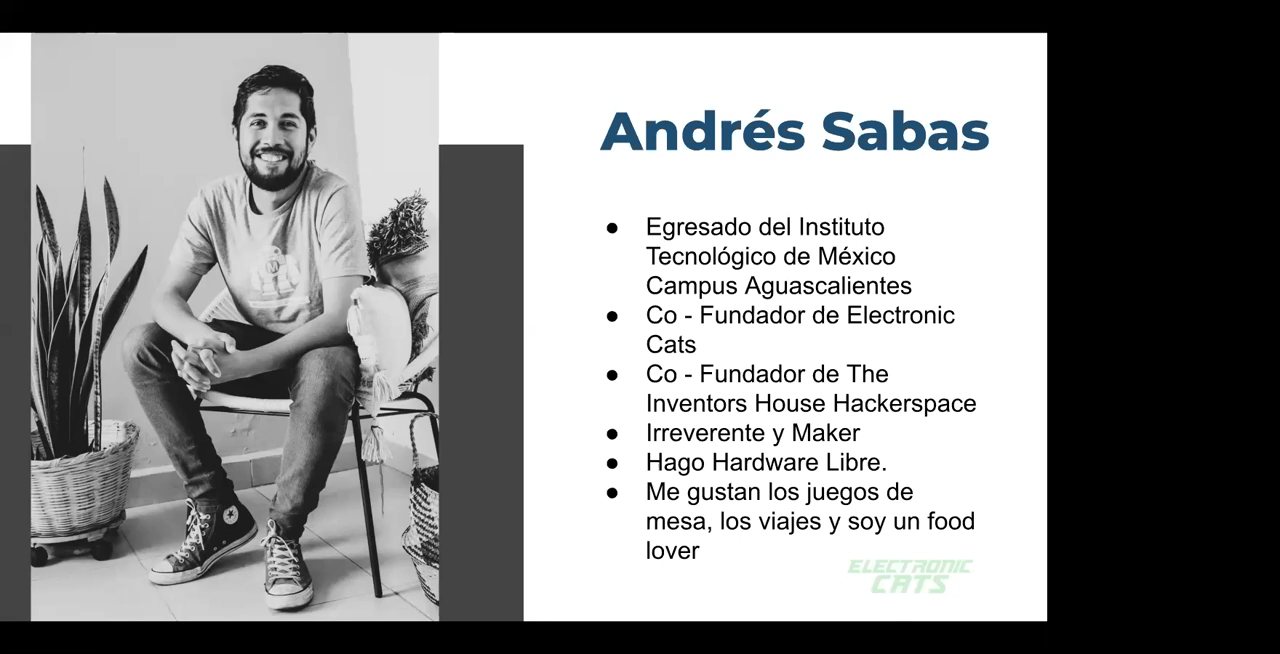 Andrés Sabas
● Egresado del Instituto
Tecnológico de México
Campus Aguascalientes
● Co - Fundador de Electronic
Cats
● Co - Fundador de The
Inventors House Hackerspace
● Irreverente y Maker
● Hago Hardware Libre.
● Me gustan los juegos de
mesa, los viajes y soy un food
lover
ELECTRONIC
CATS